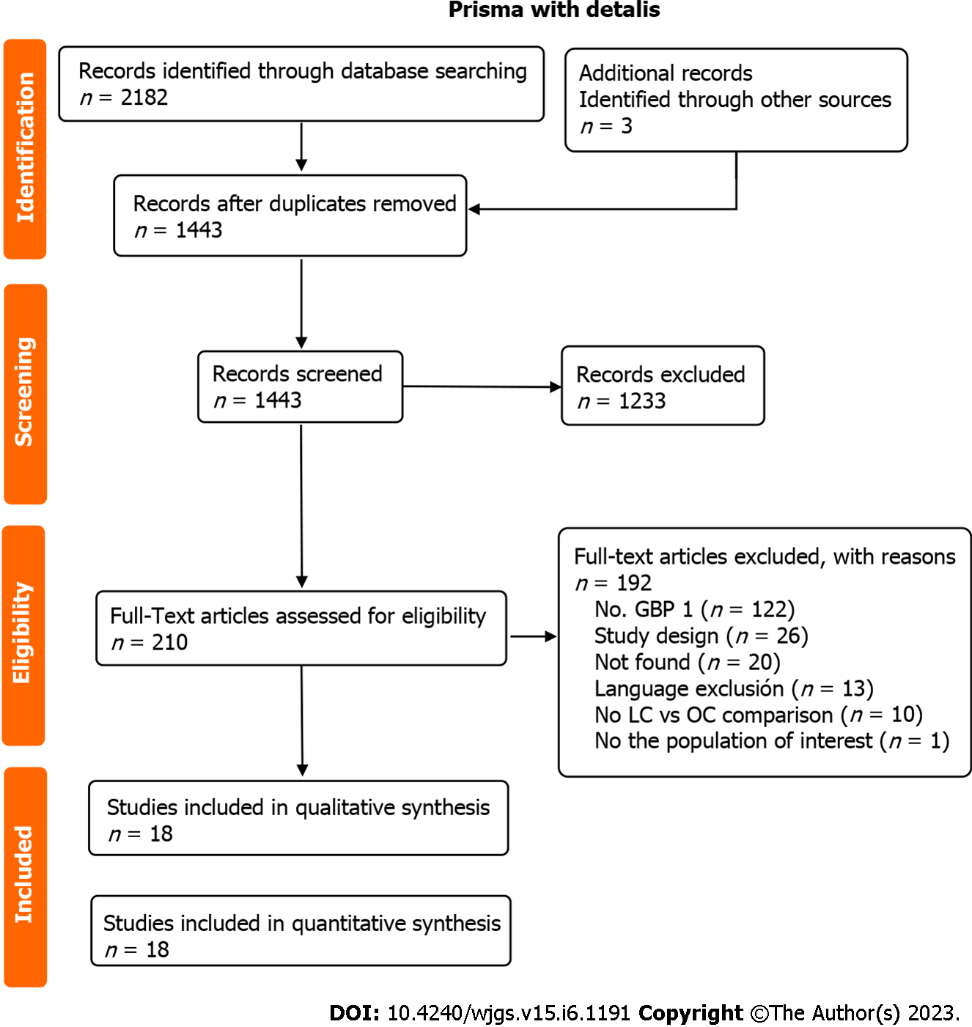 Prisma with detalis
Identification
Records identified through database searching
n = 2182
Additional records
Identified through other sources
n = 3
Records after duplicates removed
n = 1443
Screening
Records screened
n = 1443
Records excluded
n = 1233
Eligibility
Full-Text articles assessed for eligibility
n = 210
Full-text articles excluded, with reasons
n = 192
No. GBP 1 (n = 122)
Study design (n = 26)
Not found (n = 20)
Language exclusión (n = 13)
No LC vs OC comparison (n = 10)
No the population of interest (n = 1)
Included
Studies included in qualitative synthesis
n = 18
Studies included in quantitative synthesis
n = 18
DOI: 10.4240/wjgs.v15.i6.1191 Copyright ©The Author(s) 2023.